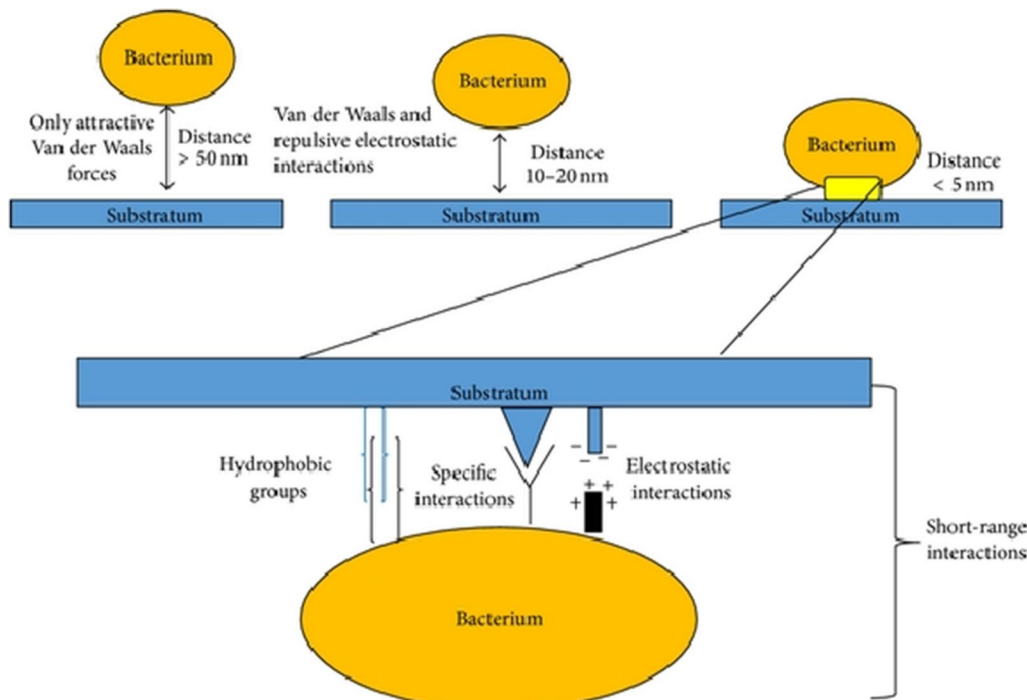 Bacterium
Only attractive
Van der Waals
forces
Distance
> 50 nm
Substratum
Bacterium
Van der Waals and
repulsive electrostatic
interactions
Distance
10–20 nm
Substratum
Bacterium
Distance
< 5 nm
Substratum
Substratum
Hydrophobic
groups
Specific
interactions
– – – –
+ + + +
Electrostatic
interactions
Short-range
interactions
Bacterium